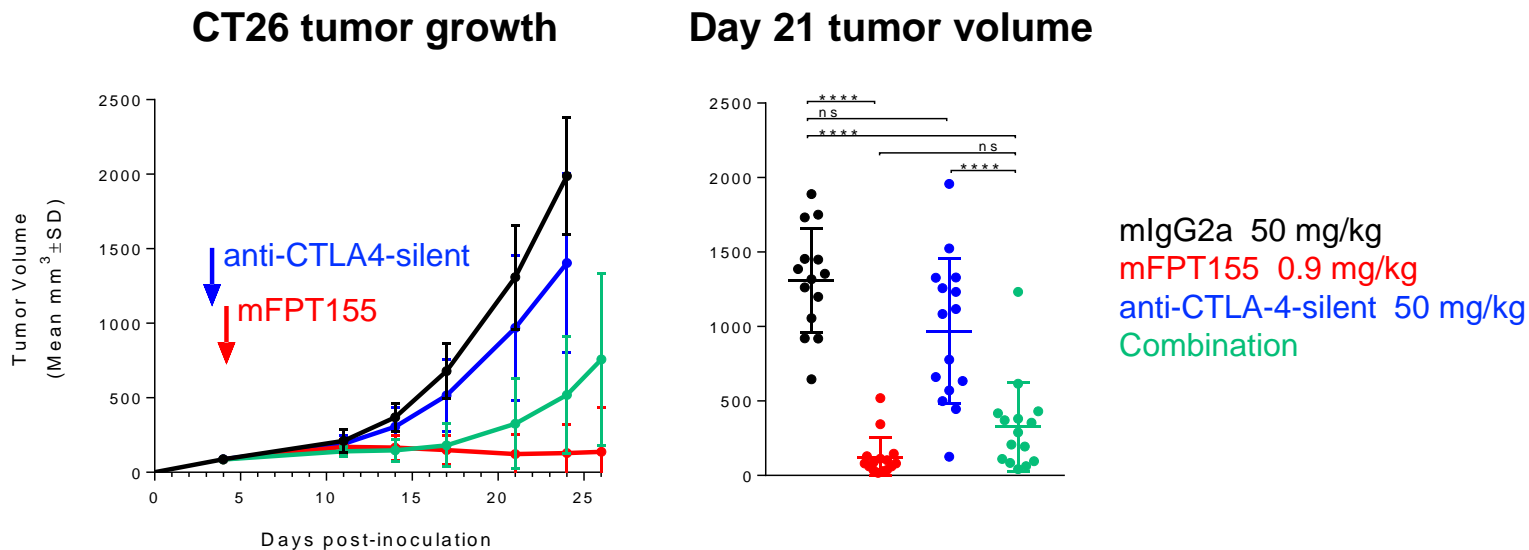 CT26 tumor growth
Day 21 tumor volume
Tumor Volume
(Mean mm3±SD)
2500
2000
1500
1000
500
0
anti-CTLA4-silent
mFPT155
0
5
10
15
20
25
Days post-inoculation
2500
2000
1500
1000
500
0
****
ns
****
ns
****
mIgG2a 50 mg/kg
mFPT155 0.9 mg/kg
anti-CTLA-4-silent 50 mg/kg
Combination